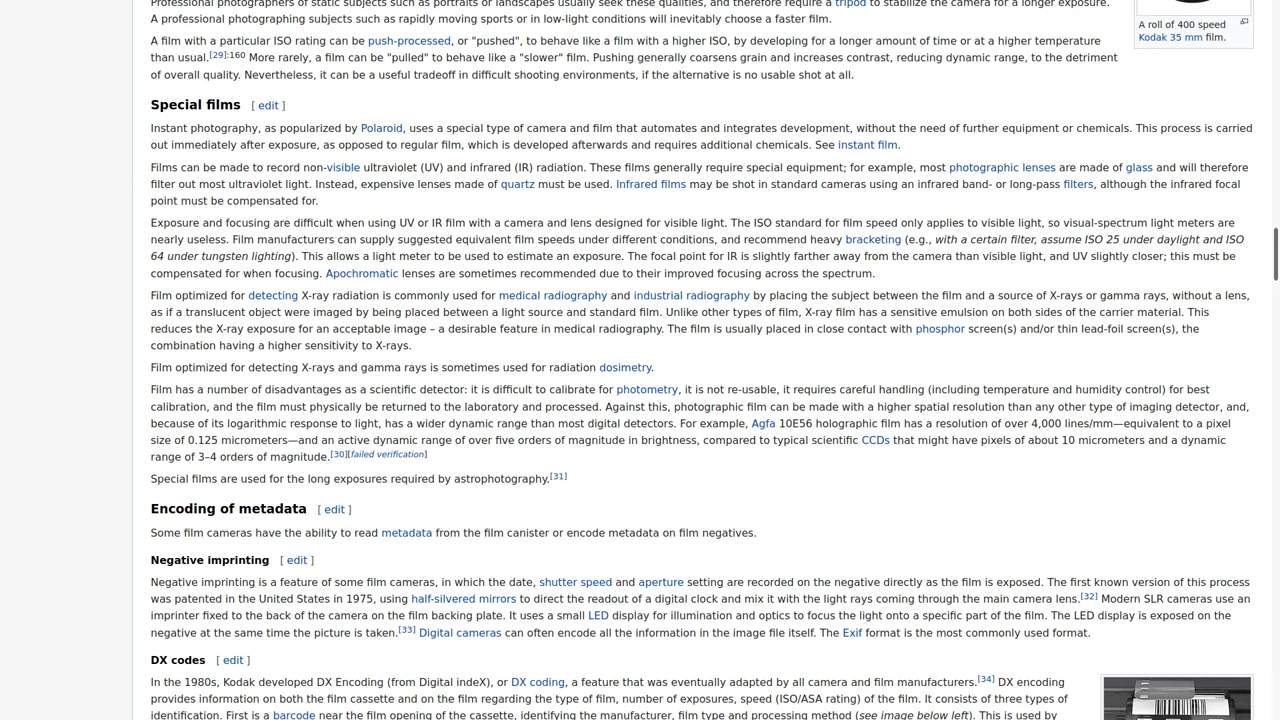 Professional photographers of static subjects such as portraits or landscapes usually seek these qualities, and therefore require a tripod to stabilize the camera for a longer exposure.
A professional photographing subjects such as rapidly moving sports or in low-light conditions will inevitably choose a faster film.
A roll of 400 speed
Kodak 35 mm film.
A film with a particular ISO rating can be push-processed, or "pushed", to behave like a film with a higher ISO, by developing for a longer amount of time or at a higher temperature
than usual.[29]:160 More rarely, a film can be "pulled" to behave like a "slower" film. Pushing generally coarsens grain and increases contrast, reducing dynamic range, to the detriment
of overall quality. Nevertheless, it can be a useful tradeoff in difficult shooting environments, if the alternative is no usable shot at all.
Special films [ edit ]
Instant photography, as popularized by Polaroid, uses a special type of camera and film that automates and integrates development, without the need of further equipment or chemicals. This process is carried
out immediately after exposure, as opposed to regular film, which is developed afterwards and requires additional chemicals. See instant film.
Films can be made to record non-visible ultraviolet (UV) and infrared (IR) radiation. These films generally require special equipment; for example, most photographic lenses are made of glass and will therefore
filter out most ultraviolet light. Instead, expensive lenses made of quartz must be used. Infrared films may be shot in standard cameras using an infrared band- or long-pass filters, although the infrared focal
point must be compensated for.
Exposure and focusing are difficult when using UV or IR film with a camera and lens designed for visible light. The ISO standard for film speed only applies to visible light, so visual-spectrum light meters are
nearly useless. Film manufacturers can supply suggested equivalent film speeds under different conditions, and recommend heavy bracketing (e.g., with a certain filter, assume ISO 25 under daylight and ISO
64 under tungsten lighting). This allows a light meter to be used to estimate an exposure. The focal point for IR is slightly farther away from the camera than visible light, and UV slightly closer; this must be
compensated for when focusing. Apochromatic lenses are sometimes recommended due to their improved focusing across the spectrum.
Film optimized for detecting X-ray radiation is commonly used for medical radiography and industrial radiography by placing the subject between the film and a source of X-rays or gamma rays, without a lens,
as if a translucent object were imaged by being placed between a light source and standard film. Unlike other types of film, X-ray film has a sensitive emulsion on both sides of the carrier material. This
reduces the X-ray exposure for an acceptable image – a desirable feature in medical radiography. The film is usually placed in close contact with phosphor screen(s) and/or thin lead-foil screen(s), the
combination having a higher sensitivity to X-rays.
Film optimized for detecting X-rays and gamma rays is sometimes used for radiation dosimetry.
Film has a number of disadvantages as a scientific detector: it is difficult to calibrate for photometry, it is not re-usable, it requires careful handling (including temperature and humidity control) for best
calibration, and the film must physically be returned to the laboratory and processed. Against this, photographic film can be made with a higher spatial resolution than any other type of imaging detector, and,
because of its logarithmic response to light, has a wider dynamic range than most digital detectors. For example, Agfa 10E56 holographic film has a resolution of over 4,000 lines/mm—equivalent to a pixel
size of 0.125 micrometers—and an active dynamic range of over five orders of magnitude in brightness, compared to typical scientific CCDs that might have pixels of about 10 micrometers and a dynamic
range of 3–4 orders of magnitude.[30][failed verification]
Special films are used for the long exposures required by astrophotography.[31]
Encoding of metadata [ edit ]
Some film cameras have the ability to read metadata from the film canister or encode metadata on film negatives.
Negative imprinting [ edit ]
Negative imprinting is a feature of some film cameras, in which the date, shutter speed and aperture setting are recorded on the negative directly as the film is exposed. The first known version of this process
was patented in the United States in 1975, using half-silvered mirrors to direct the readout of a digital clock and mix it with the light rays coming through the main camera lens.[32] Modern SLR cameras use an
imprinter fixed to the back of the camera on the film backing plate. It uses a small LED display for illumination and optics to focus the light onto a specific part of the film. The LED display is exposed on the
negative at the same time the picture is taken.[33] Digital cameras can often encode all the information in the image file itself. The Exif format is the most commonly used format.
DX codes [ edit ]
In the 1980s, Kodak developed DX Encoding (from Digital indeX), or DX coding, a feature that was eventually adapted by all camera and film manufacturers.[34] DX encoding
provides information on both the film cassette and on the film regarding the type of film, number of exposures, speed (ISO/ASA rating) of the film. It consists of three types of
identification. First is a barcode near the film opening of the cassette, identifying the manufacturer, film type and processing method (see image below left). This is used by